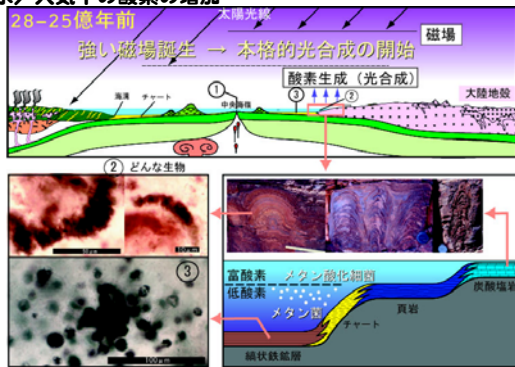 28-25億年前
太陽光線
強い磁場誕生 → 本格的光合成の開始
磁場
酸素生成(光合成)
①
③
②
大陸地殻
海溝
チャート
中央海嶺
② どんな生物
③
100μm
富酸素
メタン酸化細菌
低酸素
メタン菌
炭酸塩岩
頁岩
チャート
縞状鉄鉱層